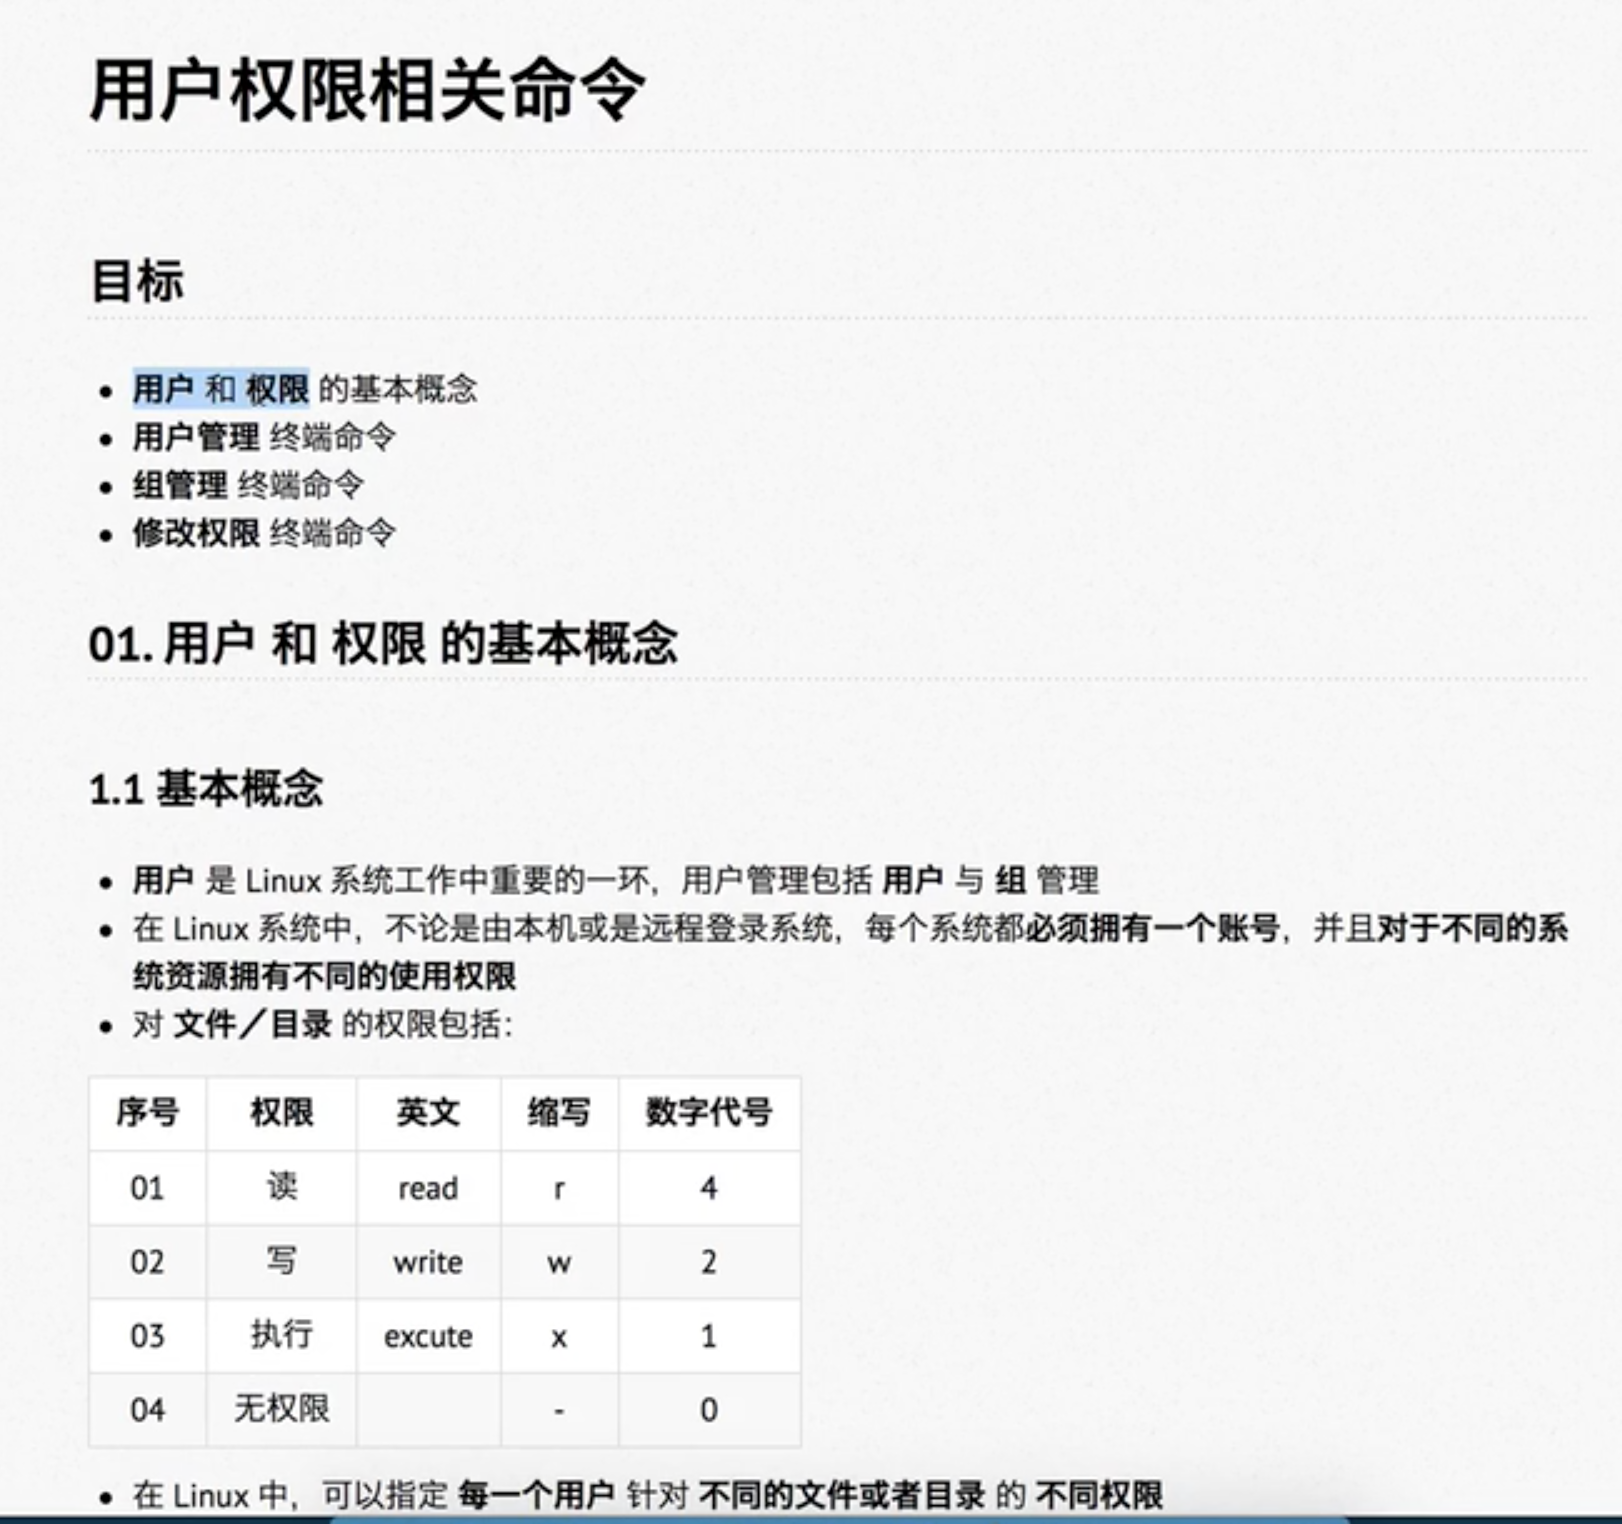 用户权限相关命令
目标
用户 和 权限 的基本概念
用户管理 终端命令
组管理 终端命令
修改权限 终端命令
01. 用户 和 权限 的基本概念
1.1 基本概念
用户 是 Linux 系统工作中重要的一环，用户管理包括 用户 与 组 管理
在 Linux 系统中，不论是由本机或是远程登录系统，每个系统都必须拥有一个账号，并且对于不同的系
统资源拥有不同的使用权限
对 文件／目录 的权限包括：
序号 权限 英文 缩写 数字代号
01 读 read r 4
02 写 write w 2
03 执行 excute x 1
04 无权限 - 0
在 Linux 中，可以指定 每一个用户 针对 不同的文件或者目录 的 不同权限